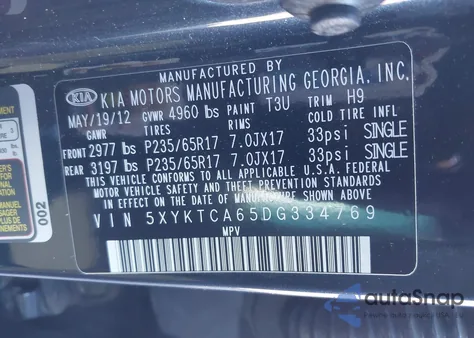 MANUFACTURED BY
KIA KIA MOTORS MANUFACTURING GEORGIA, INC.
MAY/19/12 GVWR 4960 lbs PAINT T3U TRIM H9
GAWR TIRES RIMS COLD TIRE INFL
FRONT 2977 lbs P235/65R17 7.0JX17 33psi SINGLE
REAR 3197 lbs P235/65R17 7.0JX17 33psi SINGLE
THIS VEHICLE CONFORMS TO ALL APPLICABLE U.S.A. FEDERAL
MOTOR VEHICLE SAFETY AND THEFT PREVENTION STANDARDS
IN EFFECT ON THE DATE OF MANUFACTURE SHOWN ABOVE.
VIN 5XYKTCA65DG334769
MPV
002
autoSnap